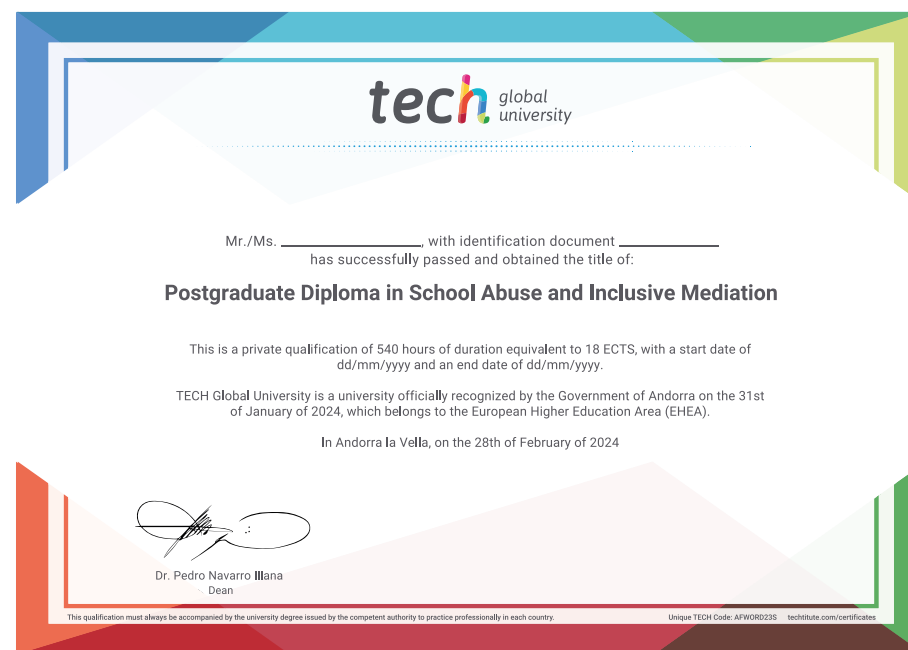 tech global university
Mr./Ms. ____________________, with identification document ______________
has successfully passed and obtained the title of:
Postgraduate Diploma in School Abuse and Inclusive Mediation
This is a private qualification of 540 hours of duration equivalent to 18 ECTS, with a start date of
dd/mm/yyyy and an end date of dd/mm/yyyy.
TECH Global University is a university officially recognized by the Government of Andorra on the 31st
of January of 2024, which belongs to the European Higher Education Area (EHEA).
In Andorra la Vella, on the 28th of February of 2024
Dr. Pedro Navarro Illana
Dean
This qualification must always be accompanied by the university degree issued by the competent authority to practice professionally in each country.
Unique TECH Code: AFWORD23S techtitute.com/certificates